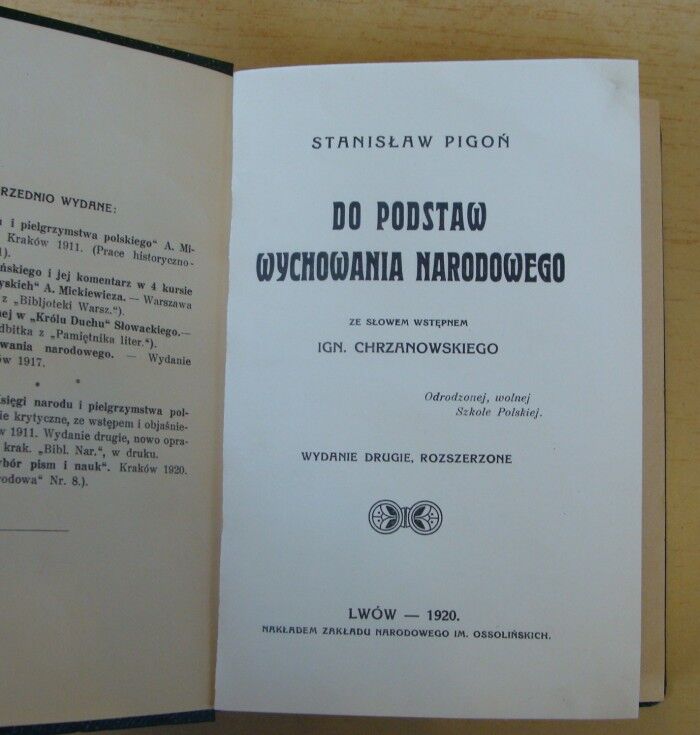 RZEDNIO WYDANE:
i pielgrzymstwa polskiego“ A. Mi-
Kraków 1911. (Prace historyczno-
1).
ńskiego i jej komentarz w 4 kursie
yskich“ A. Mickiewicza. — Warszawa
z „Bibljoteki Warsz.“).
nej w „Królu Duchu“ Słowackiego.—
dbitka z „Pamiętnika liter.“).
wania narodowego. — Wydanie
ów 1917.
* *
sięgi narodu i pielgrzymstwa pol-
ie krytyczne, ze wstępem i objaśnie-
w 1911. Wydanie drugie, nowo opra-
krak. „Bibl. Nar.“, w druku.
bór pism i nauk“. Kraków 1920.
rodowa“ Nr. 8.).
STANISŁAW PIGOŃ
DO PODSTAW
WYCHOWANIA NARODOWEGO
ZE SŁOWEM WSTĘPNEM
IGN. CHRZANOWSKIEGO
Odrodzonej, wolnej
Szkole Polskiej.
WYDANIE DRUGIE, ROZSZERZONE
LWÓW — 1920.
NAKŁADEM ZAKŁADU NARODOWEGO IM. OSSOLIŃSKICH.